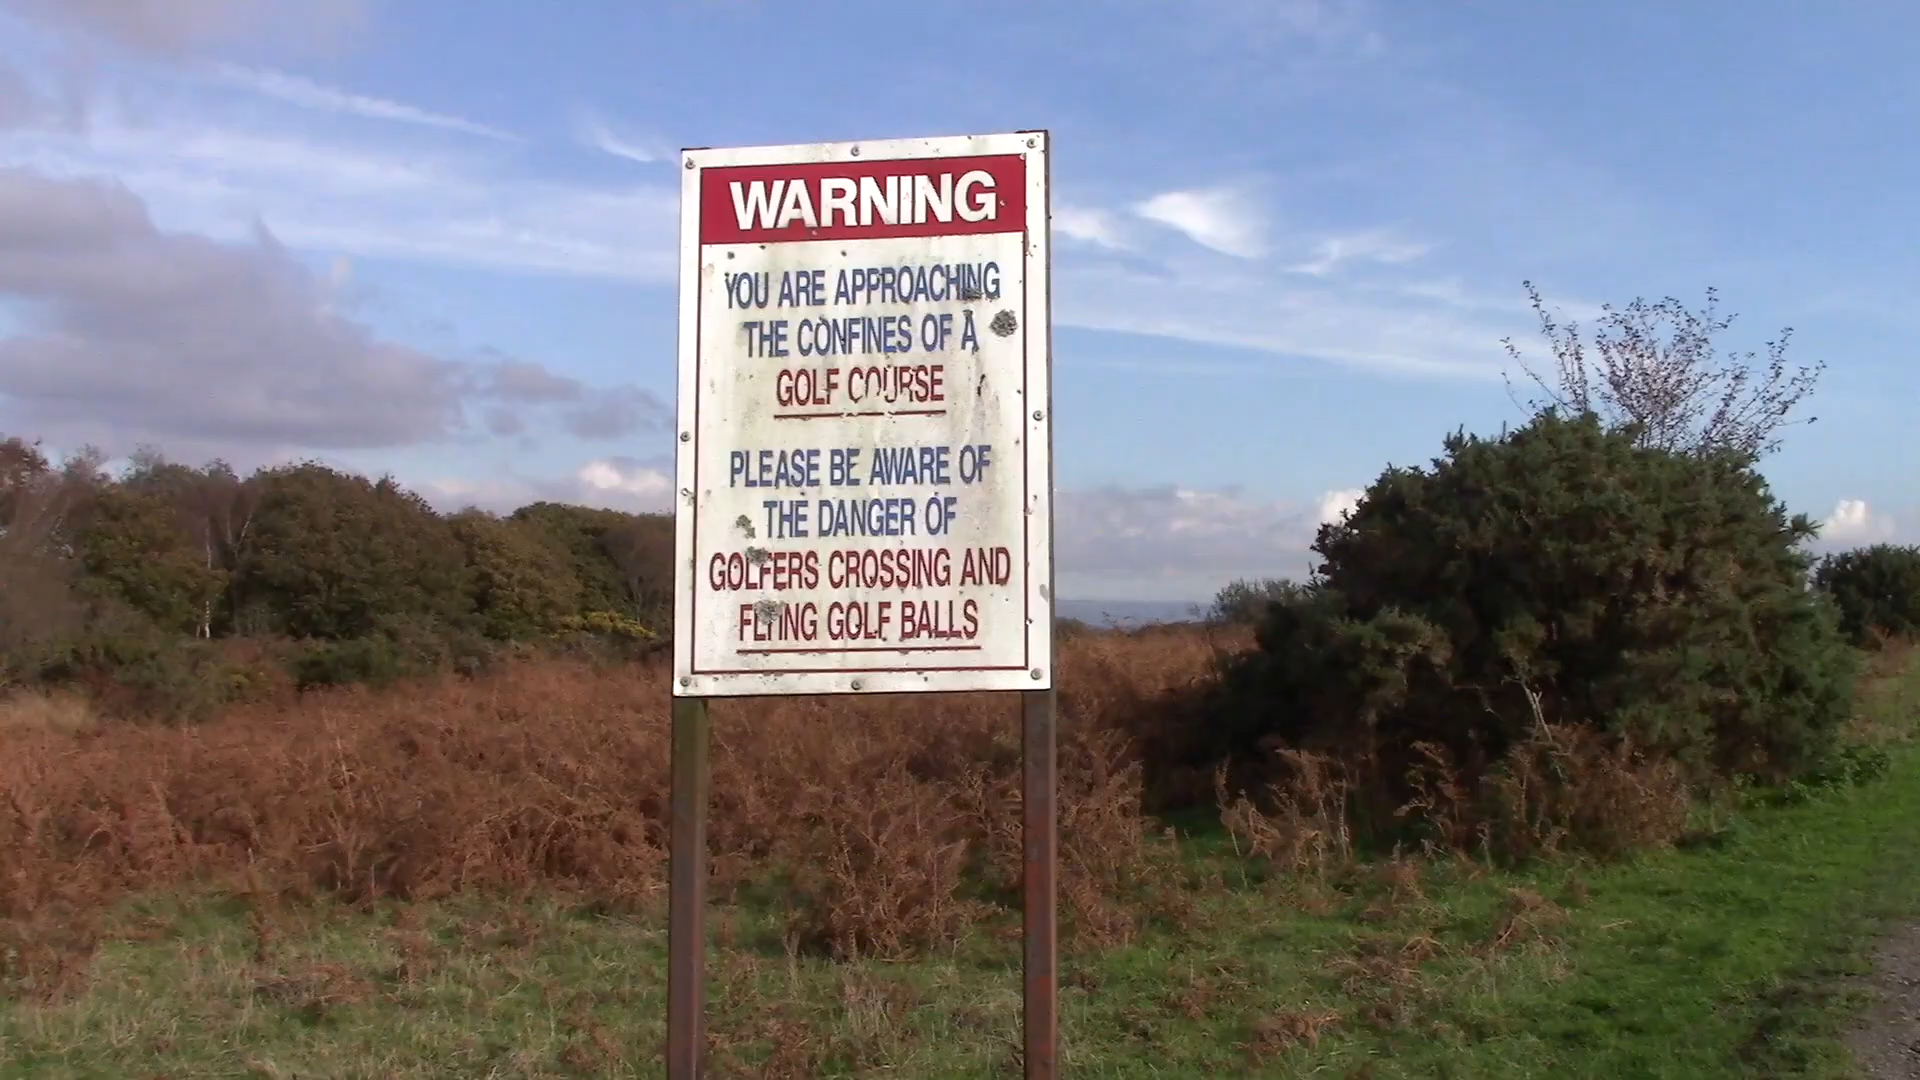 WARNING
YOU ARE APPROACHING
THE CONFINES OF A
GOLF COURSE
PLEASE BE AWARE OF
THE DANGER OF
GOLFERS CROSSING AND
FLYING GOLF BALLS